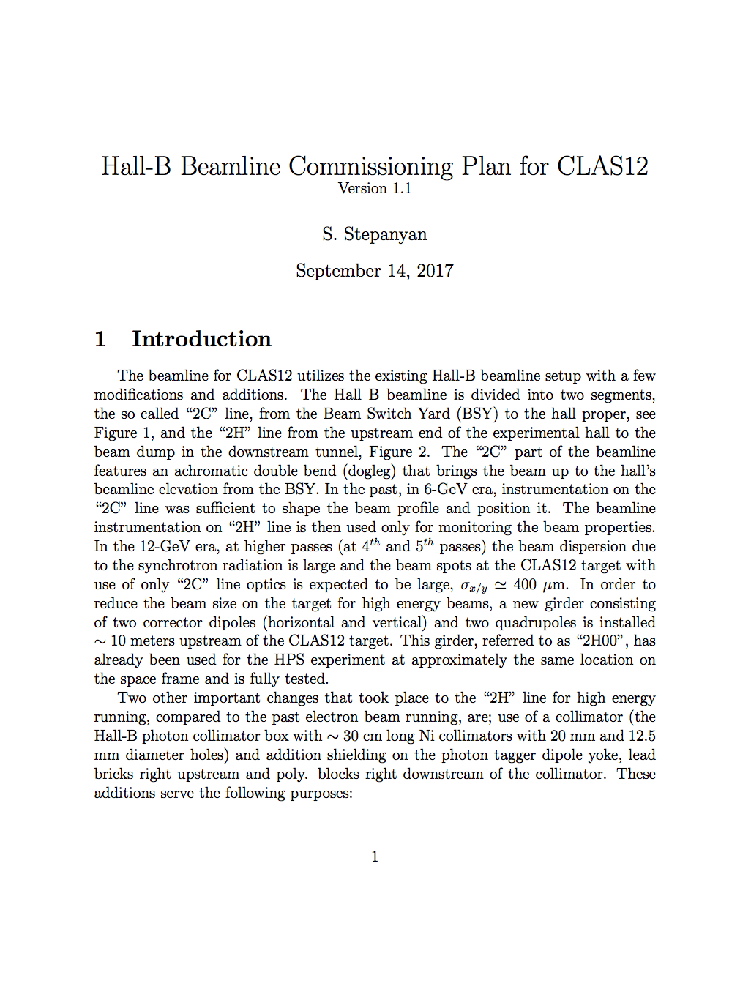 Hall-B Beamline Commissioning Plan for CLAS12
Version 1.1
S. Stepanyan
September 14, 2017
1 Introduction
The beamline for CLAS12 utilizes the existing Hall-B beamline setup with a few
modifications and additions. The Hall B beamline is divided into two segments,
the so called “2C” line, from the Beam Switch Yard (BSY) to the hall proper, see
Figure 1, and the “2H” line from the upstream end of the experimental hall to the
beam dump in the downstream tunnel, Figure 2. The “2C” part of the beamline
features an achromatic double bend (dogleg) that brings the beam up to the hall’s
beamline elevation from the BSY. In the past, in 6-GeV era, instrumentation on the
“2C” line was sufficient to shape the beam profile and position it. The beamline
instrumentation on “2H” line is then used only for monitoring the beam properties.
In the 12-GeV era, at higher passes (at 4th and 5th passes) the beam dispersion due
to the synchrotron radiation is large and the beam spots at the CLAS12 target with
use of only “2C” line optics is expected to be large, σx/y ≃ 400 μm. In order to
reduce the beam size on the target for high energy beams, a new girder consisting
of two corrector dipoles (horizontal and vertical) and two quadrupoles is installed
∼ 10 meters upstream of the CLAS12 target. This girder, referred to as “2H00”, has
already been used for the HPS experiment at approximately the same location on
the space frame and is fully tested.
Two other important changes that took place to the “2H” line for high energy
running, compared to the past electron beam running, are; use of a collimator (the
Hall-B photon collimator box with ∼ 30 cm long Ni collimators with 20 mm and 12.5
mm diameter holes) and addition shielding on the photon tagger dipole yoke, lead
bricks right upstream and poly. blocks right downstream of the collimator. These
additions serve the following purposes:
1